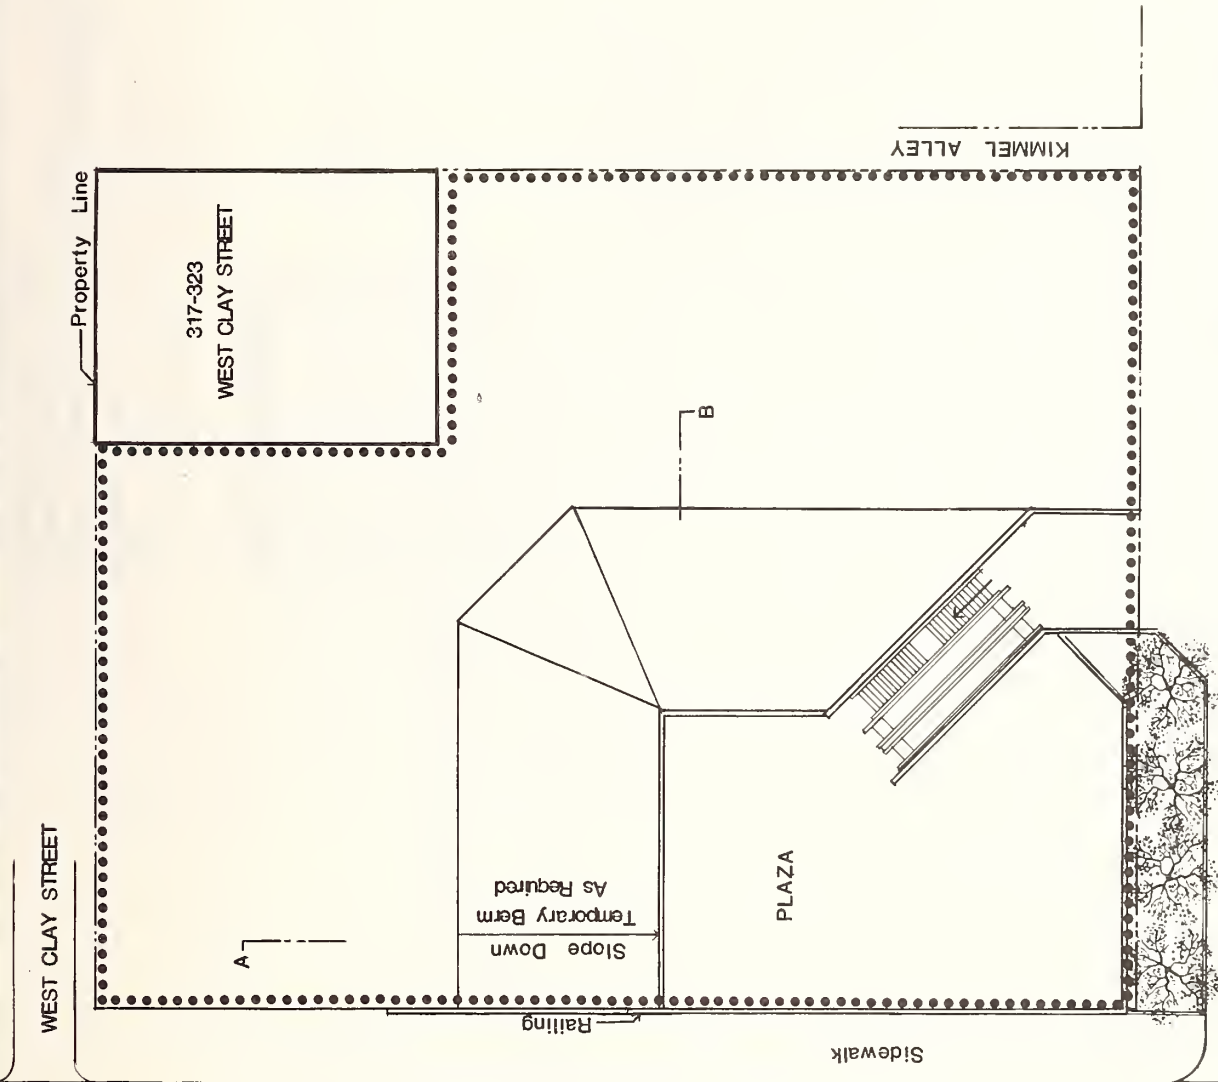 KIMMEL ALLEY
Property Line
317-323
WEST CLAY STREET
B
WEST CLAY STREET
A
Slope Down
Temporary Berm
As Required
PLAZA
Railing
Sidewalk